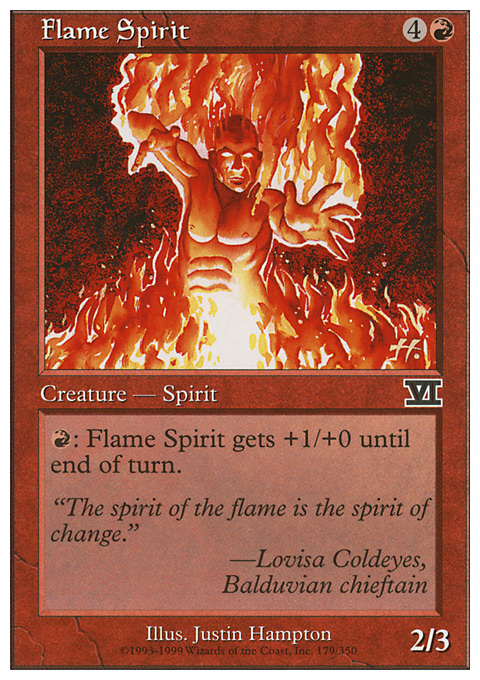 Flame Spirit 4
H.
Creature — Spirit VI
: Flame Spirit gets +1/+0 until
end of turn.
“The spirit of the flame is the spirit of
change.”
—Lovisa Coldeyes,
Balduvian chieftain
Illus. Justin Hampton
©1993-1999 Wizards of the Coast, Inc. 179/350
2/3